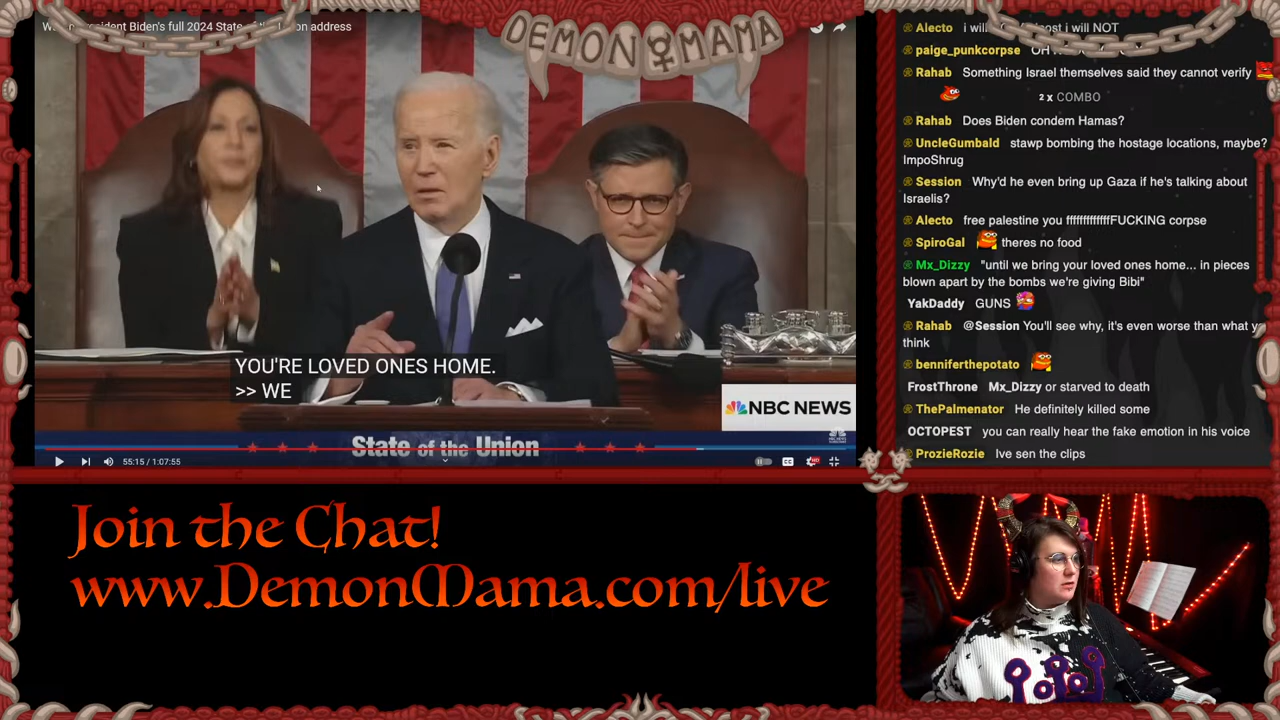 President Biden's full 2024 State
on address
DEMON MAMA
YOU'RE LOVED ONES HOME.
>> WE
NBC NEWS
State of the Union
55:15 / 1:07:55
Join the Chat!
www.DemonMama.com/live
Alecto i will NOT
paige_punkcorpse
Rahab Something Israel themselves said they cannot verify
2 x COMBO
Rahab Does Biden condem Hamas?
UncleGumbald stawp bombing the hostage locations, maybe?
ImpoShrug
Session Why'd he even bring up Gaza if he's talking about
Israelis?
Alecto free palestine you fffffffffffffFUCKING corpse
SpiroGal theres no food
Mx_Dizzy "until we bring your loved ones home... in pieces
blown apart by the bombs we're giving Bibi"
YakDaddy GUNS
Rahab @Session You'll see why, it's even worse than what y
think
benniferthepotato
FrostThrone Mx_Dizzy or starved to death
ThePalmenator He definitely killed some
OCTOPEST you can really hear the fake emotion in his voice
ProzieRozie Ive sen the clips